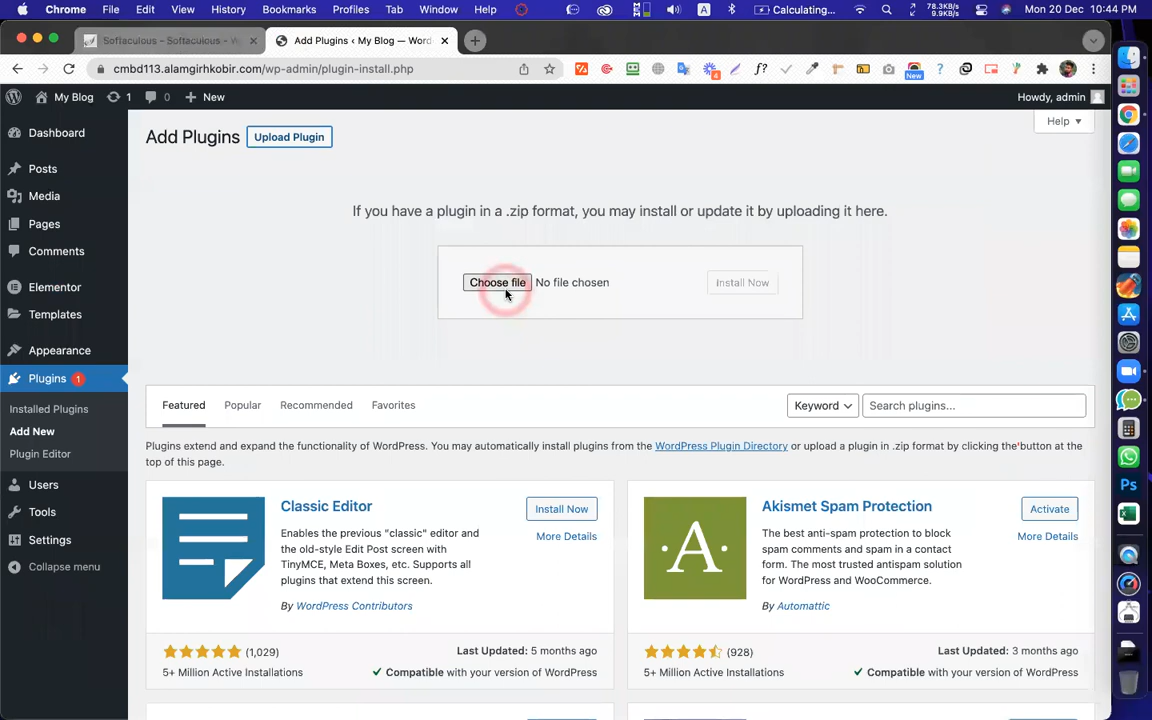 Chrome File Edit View History Bookmarks Profiles Tab Window Help A Calculating... 78.3KB/s 9.9KB/s Mon 20 Dec 10:44 PM
Softaculous - Softaculous - W Add Plugins < My Blog — Word
cmbd113.alamgirhkobir.com/wp-admin/plugin-install.php f? 4 New ?
My Blog 1 0 New Howdy, admin
Help
Add Plugins Upload Plugin
Dashboard
Posts
Media
Pages
Comments
Elementor
Templates
Appearance
Plugins 1
Installed Plugins
Add New
Plugin Editor
Users
Tools
Settings
Collapse menu
If you have a plugin in a .zip format, you may install or update it by uploading it here.
Choose file No file chosen Install Now
Featured Popular Recommended Favorites Keyword Search plugins...
Plugins extend and expand the functionality of WordPress. You may automatically install plugins from the WordPress Plugin Directory or upload a plugin in .zip format by clicking the button at the
top of this page.
Classic Editor
Install Now
More Details
Enables the previous "classic" editor and
the old-style Edit Post screen with
TinyMCE, Meta Boxes, etc. Supports all
plugins that extend this screen.
By WordPress Contributors
(1,029) Last Updated: 5 months ago
5+ Million Active Installations Compatible with your version of WordPress
·A·
Akismet Spam Protection
Activate
More Details
The best anti-spam protection to block
spam comments and spam in a contact
form. The most trusted antispam solution
for WordPress and WooCommerce.
By Automattic
(928) Last Updated: 3 months ago
5+ Million Active Installations Compatible with your version of WordPress
Ps